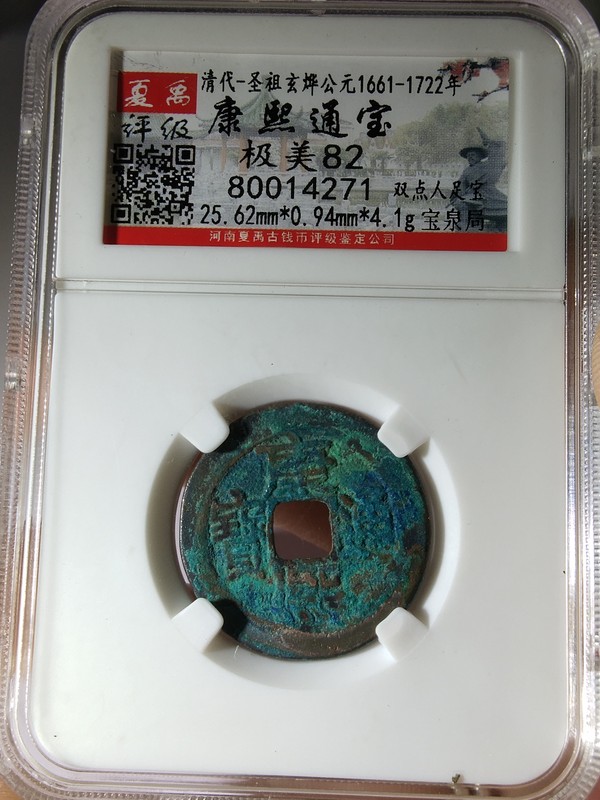 夏禹
评级
清代-圣祖玄烨公元1661-1722年
康熙通宝
极美82
80014271 双点人足宝
25.62mm*0.94mm*4.1g宝泉局
河南夏禹古钱币评级鉴定公司